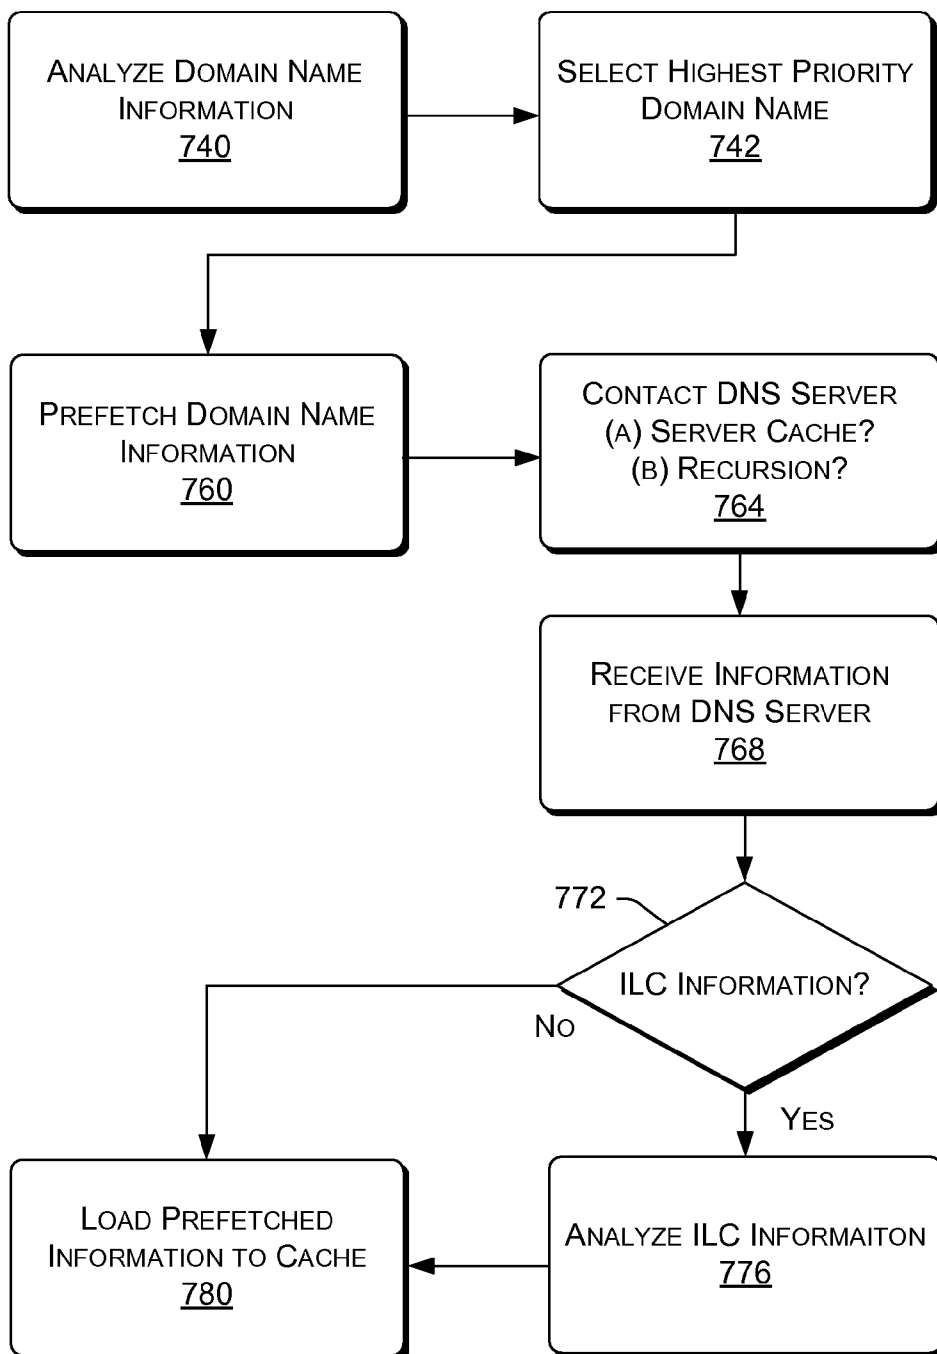 ANALYZE DOMAIN NAME
INFORMATION
740
SELECT HIGHEST PRIORITY
DOMAIN NAME
742
PREFETCH DOMAIN NAME
INFORMATION
760
CONTACT DNS SERVER
(A) SERVER CACHE?
(B) RECURSION?
764
RECEIVE INFORMATION
FROM DNS SERVER
768
772
ILC INFORMATION?
NO
YES
LOAD PREFETCHED
INFORMATION TO CACHE
780
ANALYZE ILC INFORMAITON
776